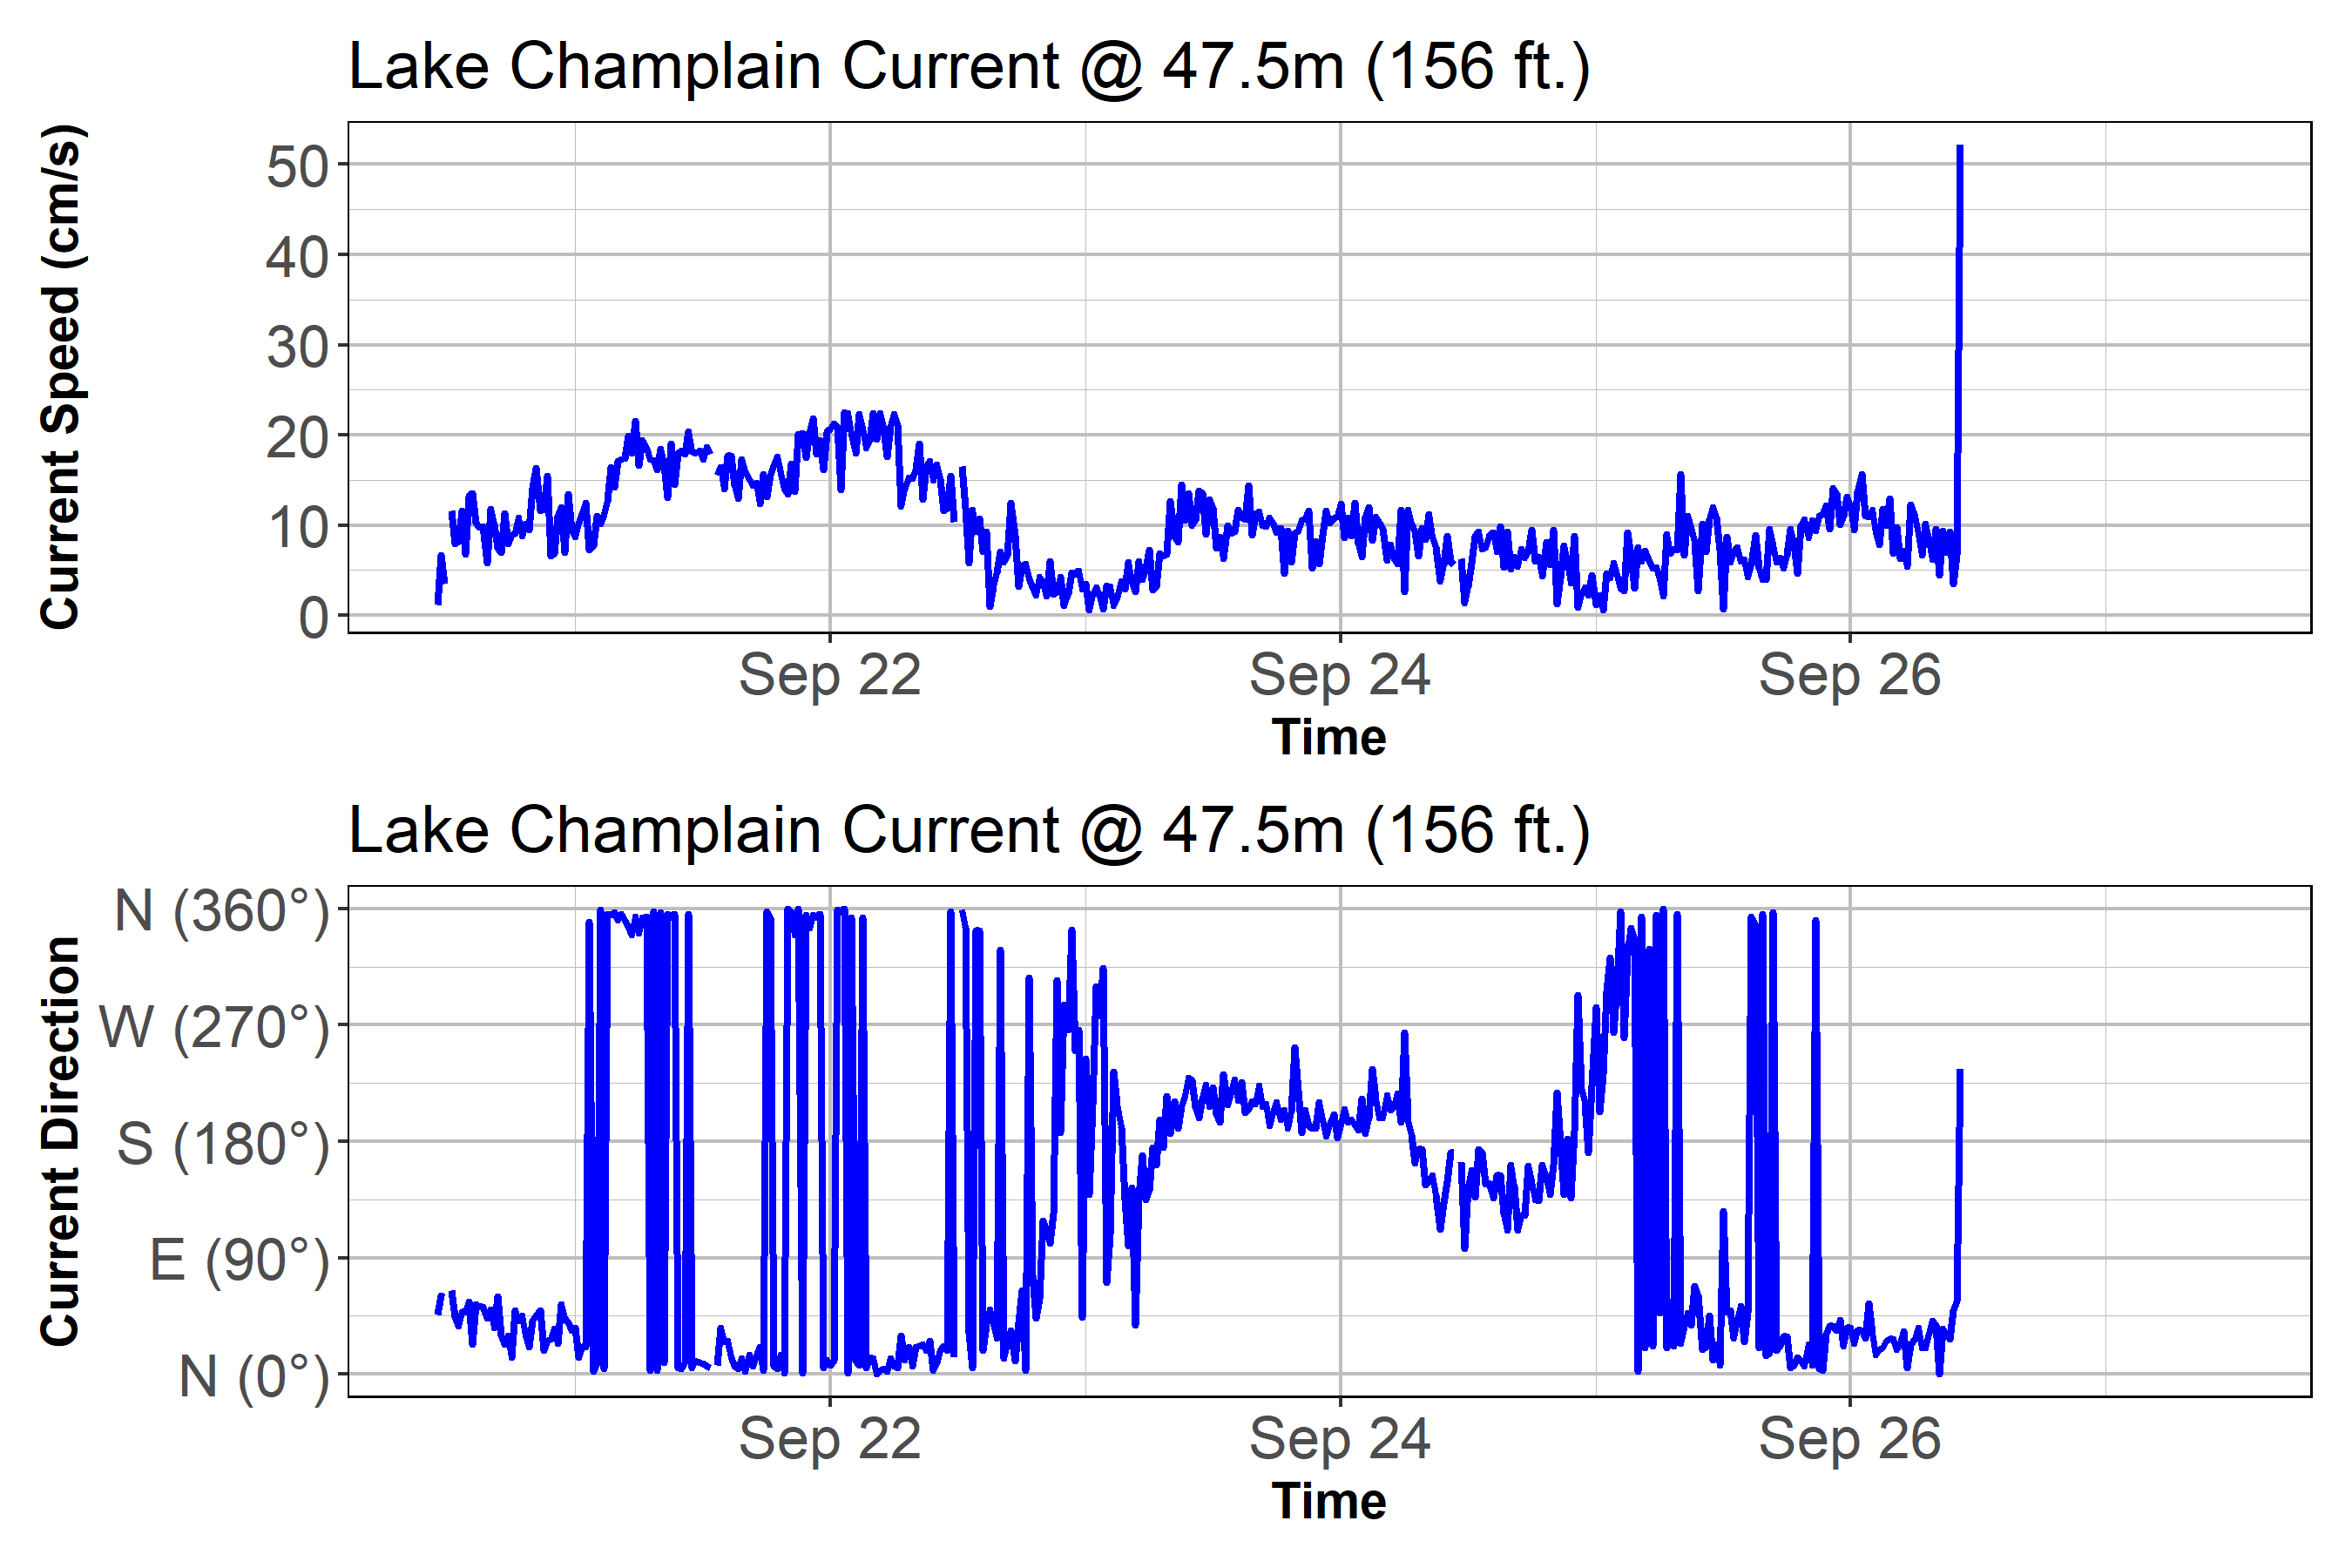 Lake Champlain Current @ 47.5m (156 ft.)
Current Speed (cm/s)
50
40
30
20
10
0
Sep 22
Sep 24
Sep 26
Time
Lake Champlain Current @ 47.5m (156 ft.)
Current Direction
N (360°)
W (270°)
S (180°)
E (90°)
N (0°)
Sep 22
Sep 24
Sep 26
Time